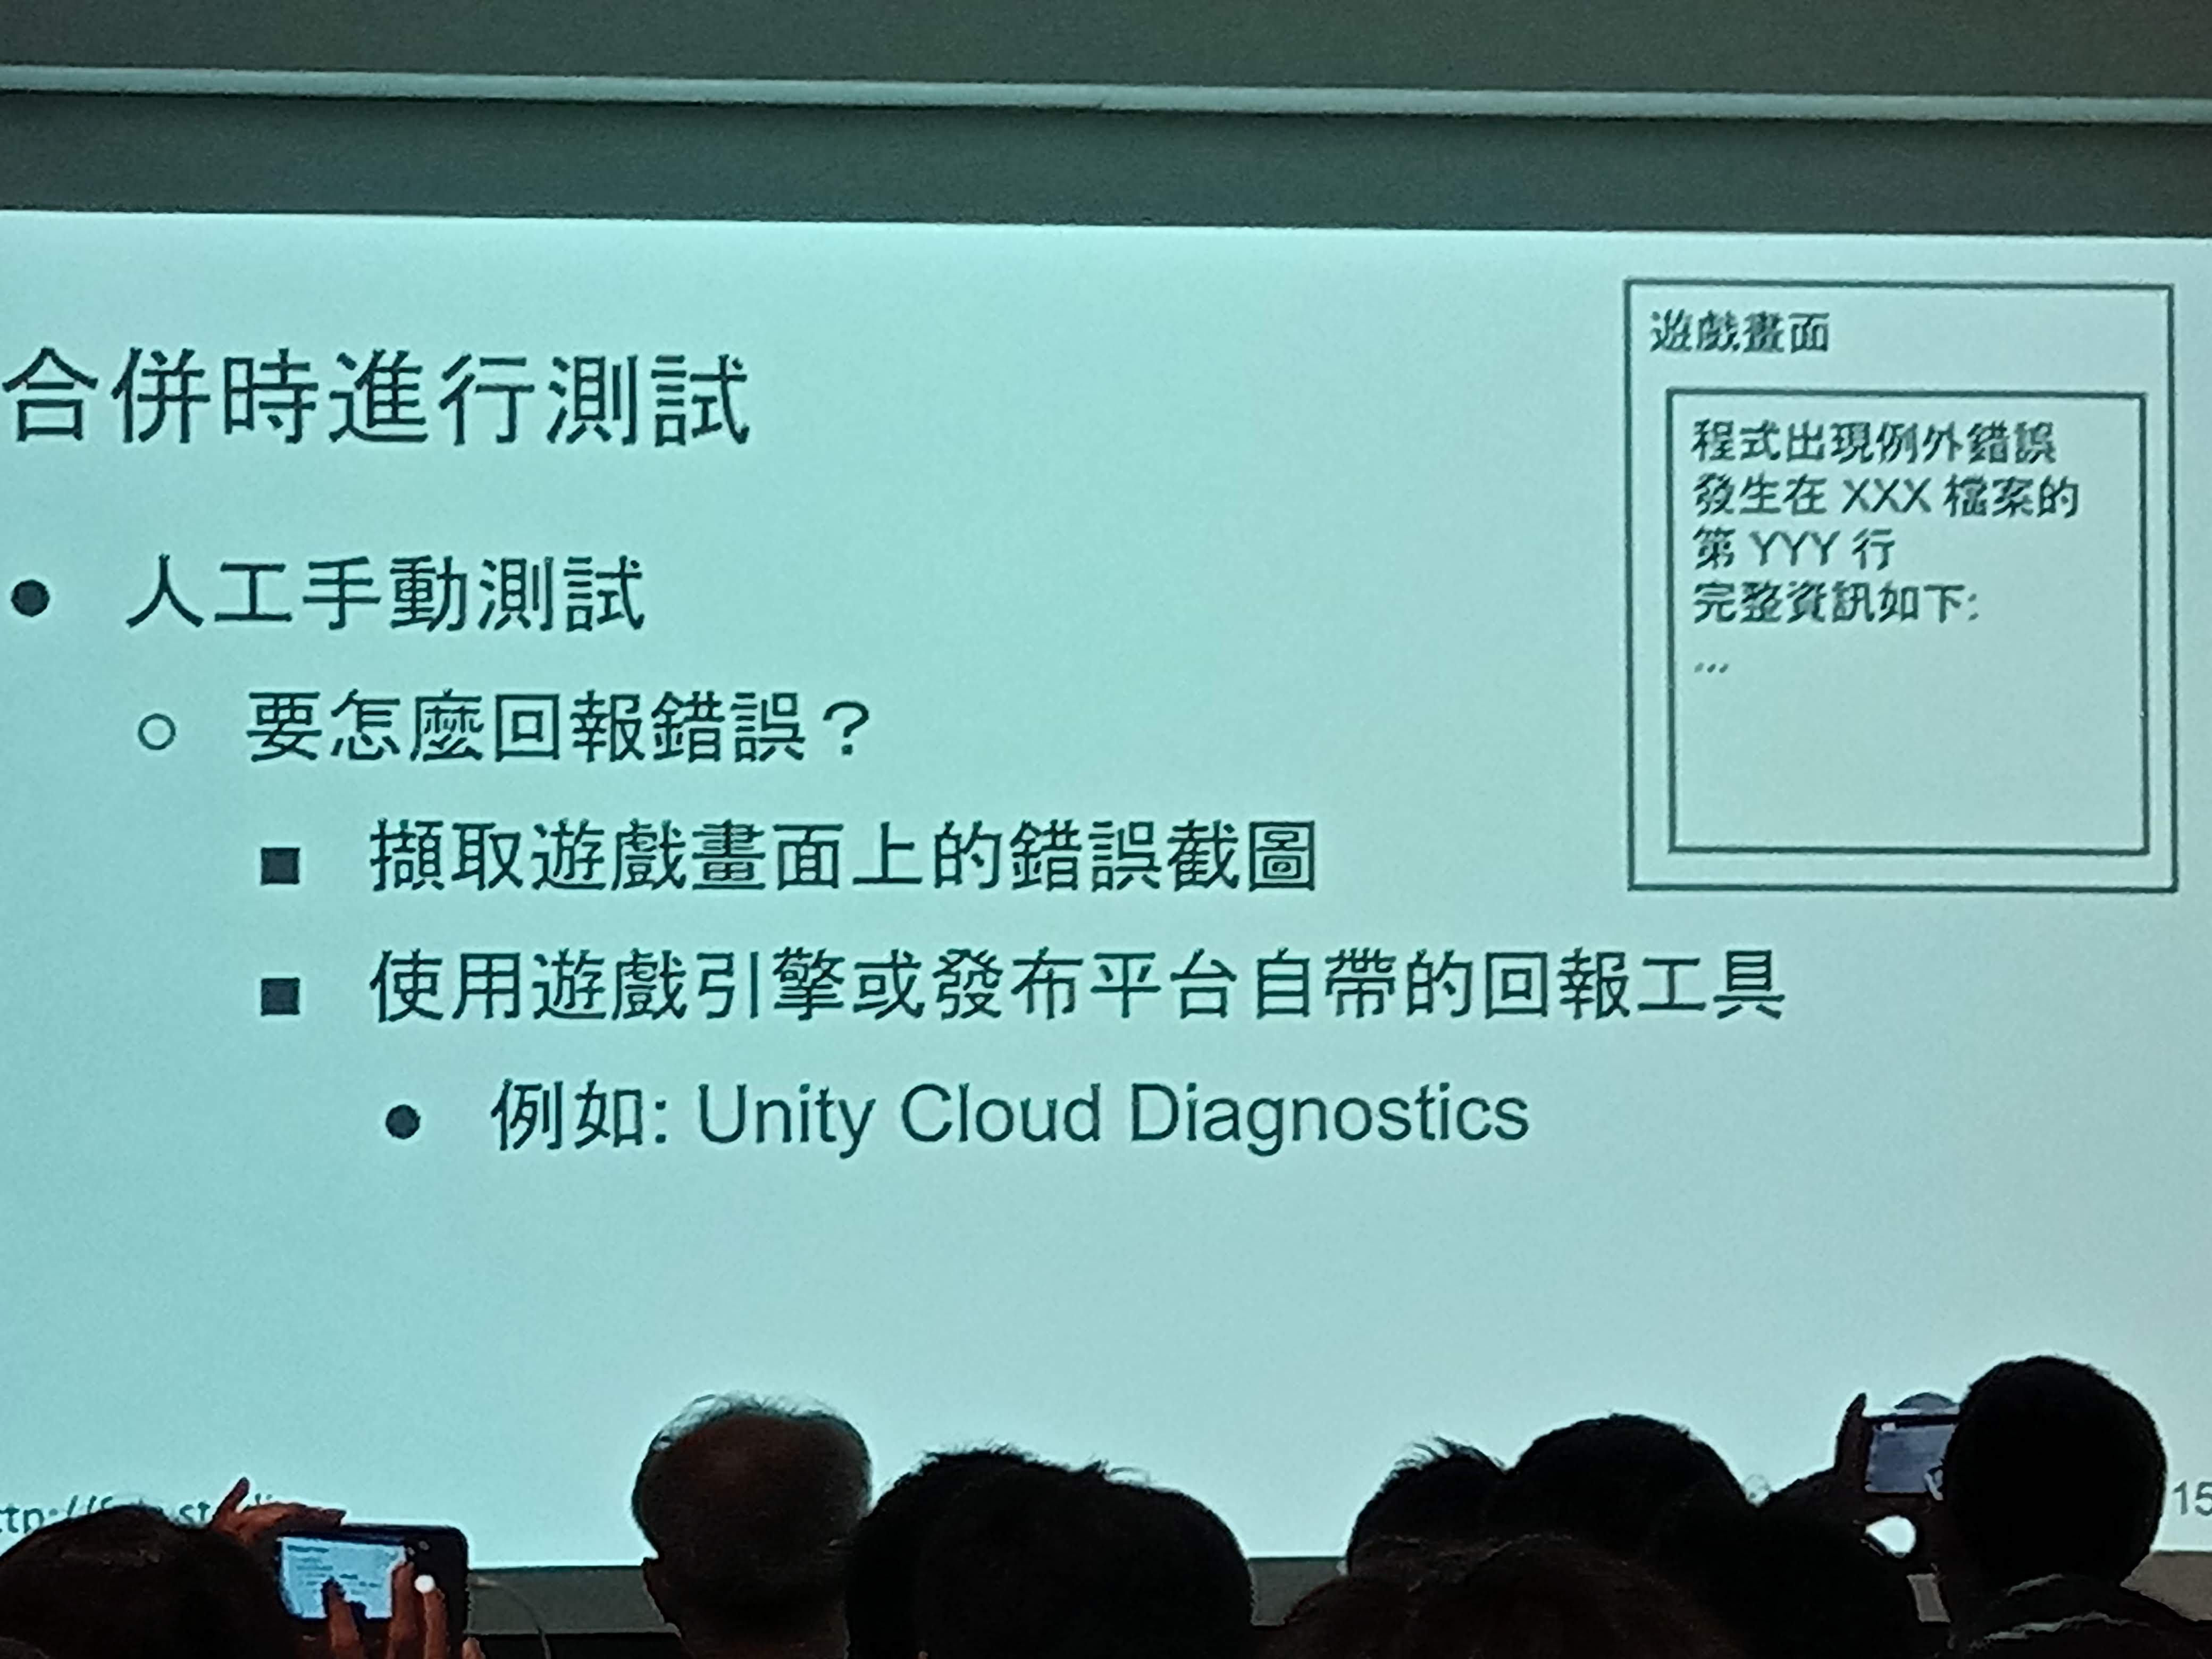 合併時進行測試
● 人工手動測試
○ 要怎麼回報錯誤？
■ 擷取遊戲畫面上的錯誤截圖
■ 使用遊戲引擎或發布平台自帶的回報工具
● 例如: Unity Cloud Diagnostics
遊戲畫面
程式出現例外錯誤
發生在 XXX 檔案的
第 YYY 行
完整資訊如下:
...
15